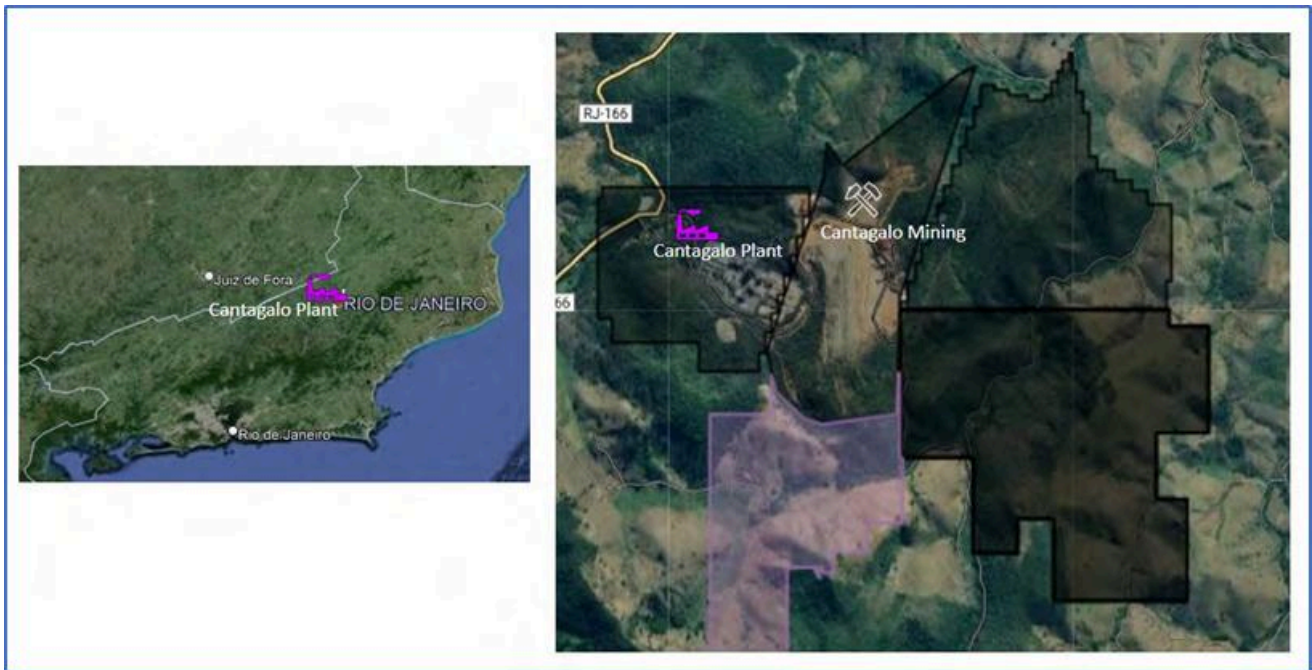 Juiz de Fora
Cantagalo Plant
RIO DE JANEIRO
Rio de Janeiro
RJ-166
Cantagalo Plant
Cantagalo Mining
66